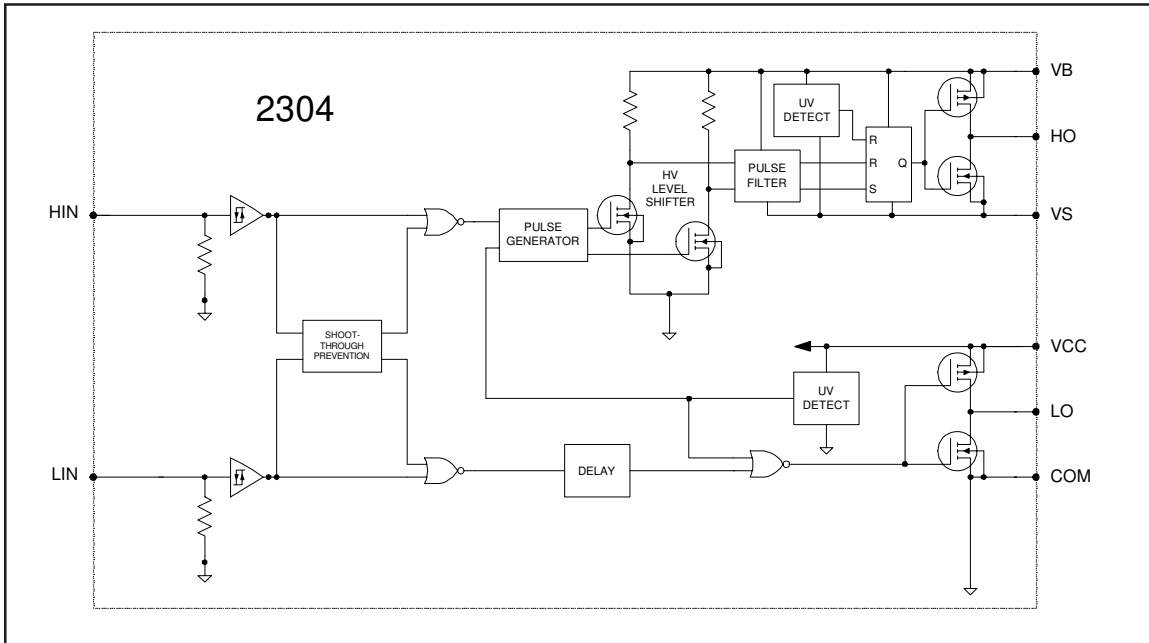 2304
VB
UV
DETECT
HO
R
R
Q
S
PULSE
FILTER
HV
LEVEL
SHIFTER
HIN
PULSE
GENERATOR
VS
SHOOT-
THROUGH
PREVENTION
VCC
UV
DETECT
LO
LIN
DELAY
COM